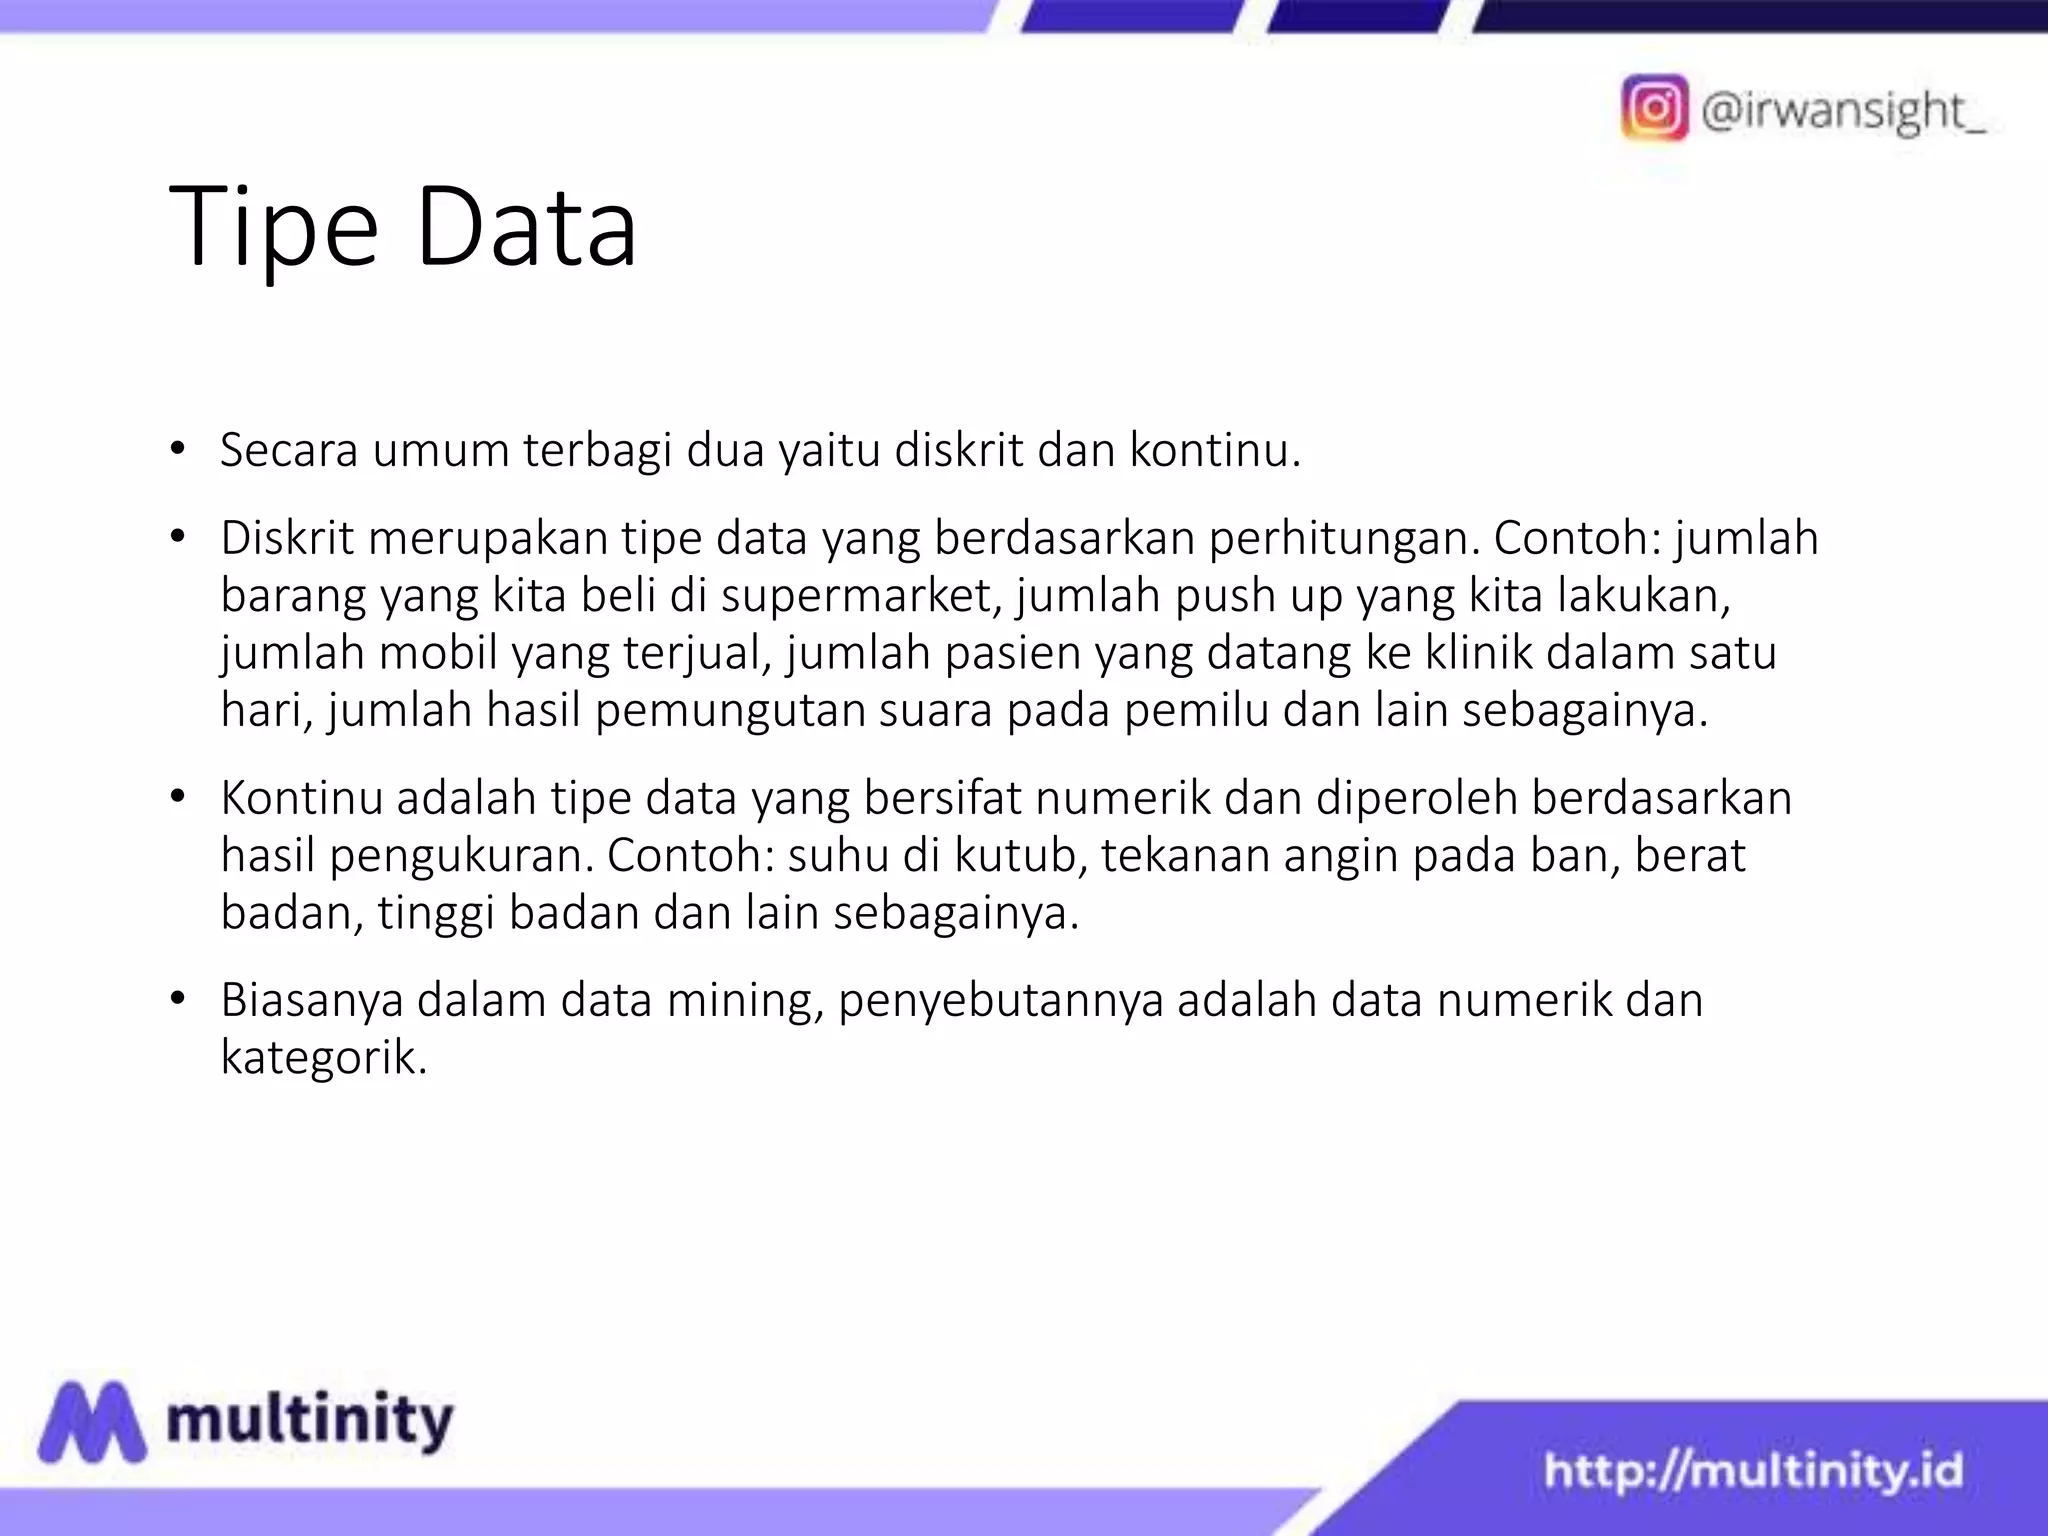 @irwansight_
Tipe Data
• Secara umum terbagi dua yaitu diskrit dan kontinu.
• Diskrit merupakan tipe data yang berdasarkan perhitungan. Contoh: jumlah
barang yang kita beli di supermarket, jumlah push up yang kita lakukan,
jumlah mobil yang terjual, jumlah pasien yang datang ke klinik dalam satu
hari, jumlah hasil pemungutan suara pada pemilu dan lain sebagainya.
• Kontinu adalah tipe data yang bersifat numerik dan diperoleh berdasarkan
hasil pengukuran. Contoh: suhu di kutub, tekanan angin pada ban, berat
badan, tinggi badan dan lain sebagainya.
• Biasanya dalam data mining, penyebutannya adalah data numerik dan
kategorik.
multinity
http://multinity.id